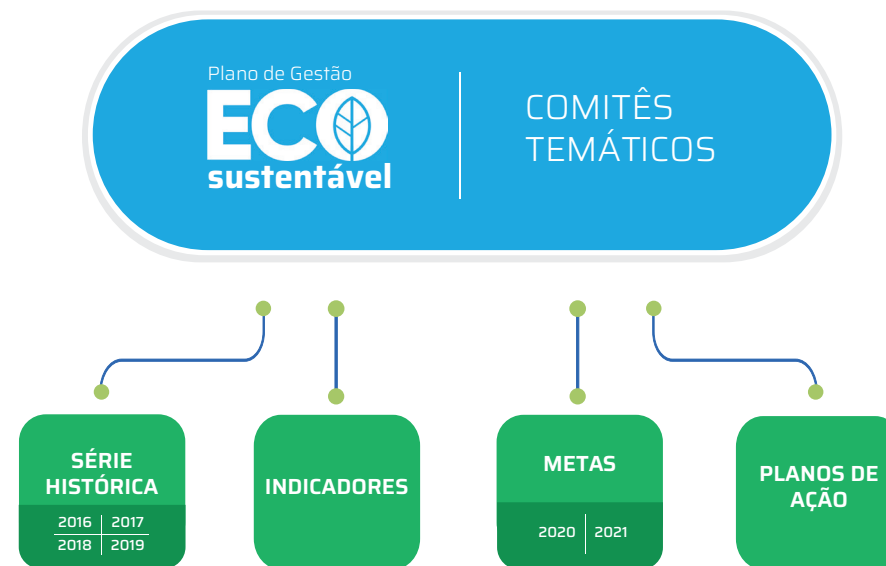 Plano de Gestão
ECO
sustentável
COMITÊS
TEMÁTICOS
SÉRIE
HISTÓRICA
2016 2017
2018 2019
INDICADORES
METAS
2020 2021
PLANOS DE
AÇÃO